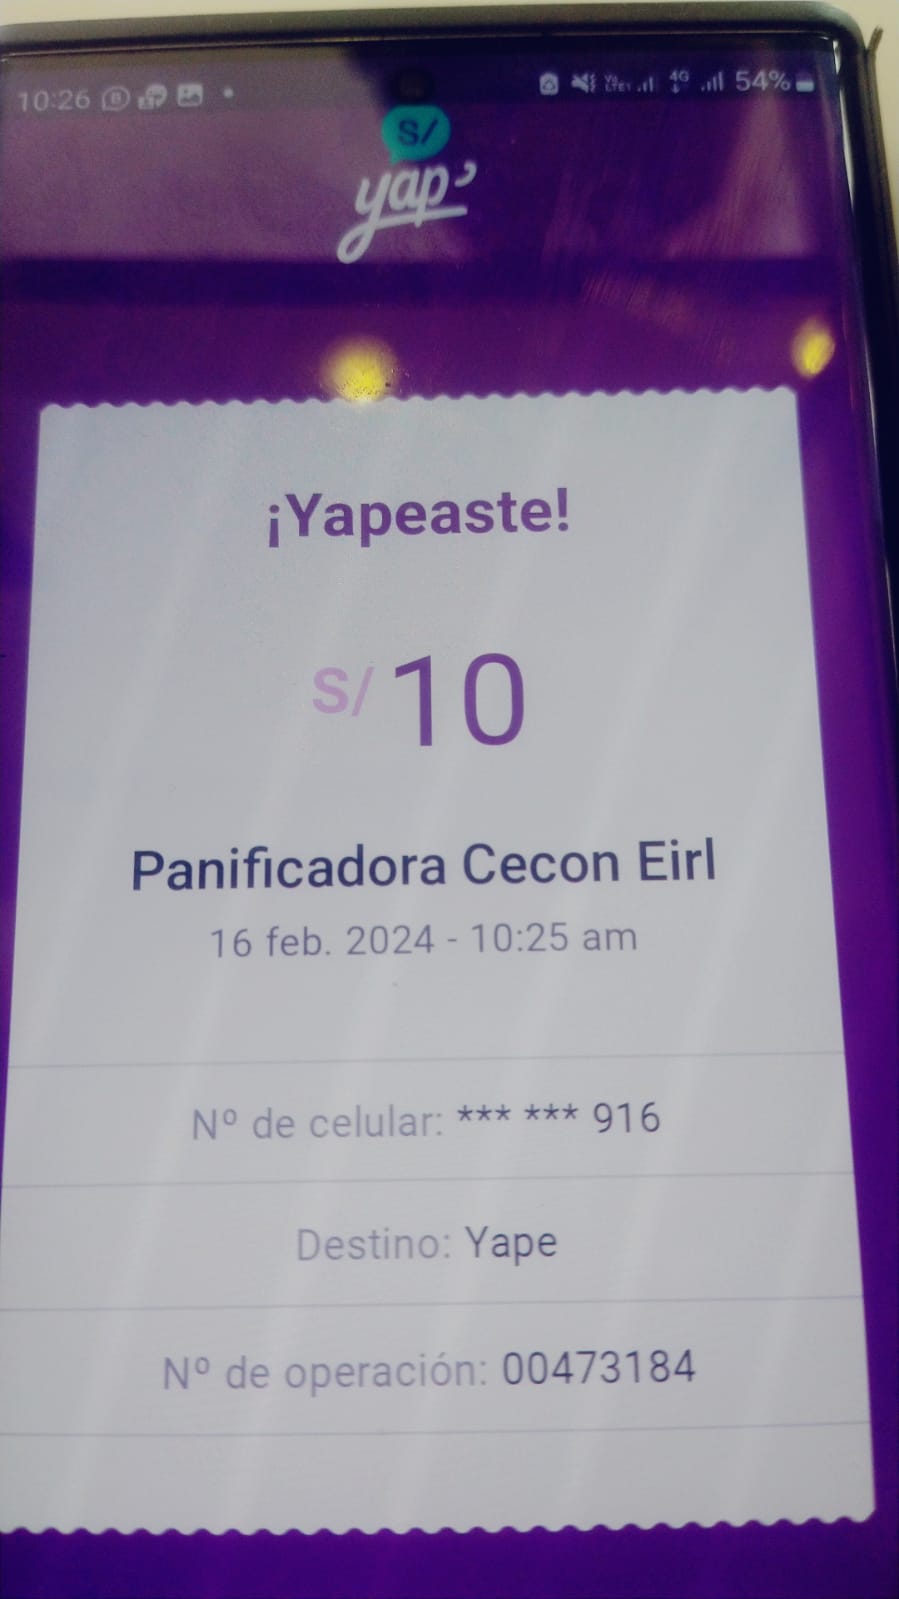 10:26
4G 54%
S/
yape
¡Yapeaste!
S/ 10
Panificadora Cecon Eirl
16 feb. 2024 - 10:25 am
Nº de celular: *** *** 916
Destino: Yape
Nº de operación: 00473184